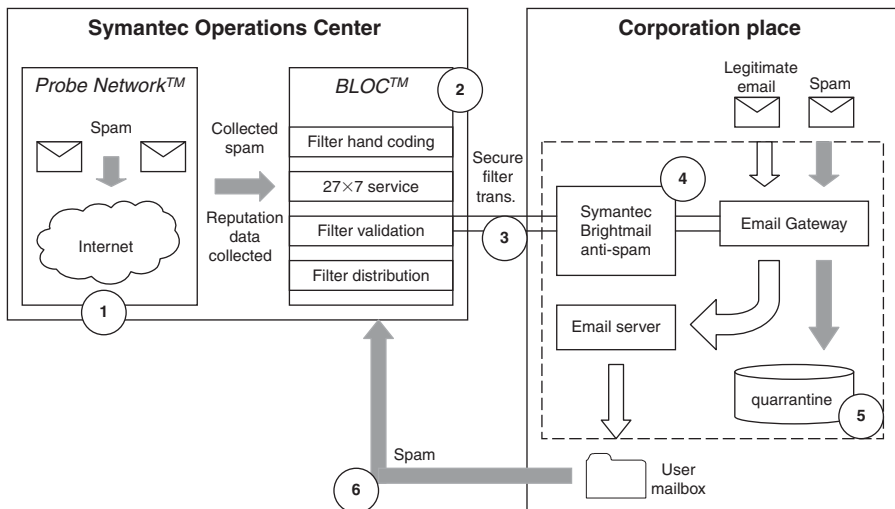 Symantec Operations Center
Probe Network™
Spam
Internet
1
Collected
spam
Reputation
data
collected
BLOC™
2
Filter hand coding
27×7 service
Filter validation
Filter distribution
Secure
filter
trans.
3
Corporation place
Legitimate
email
Spam
4
Symantec
Brightmail
anti-spam
Email Gateway
Email server
quarrantine
5
User
mailbox
Spam
6